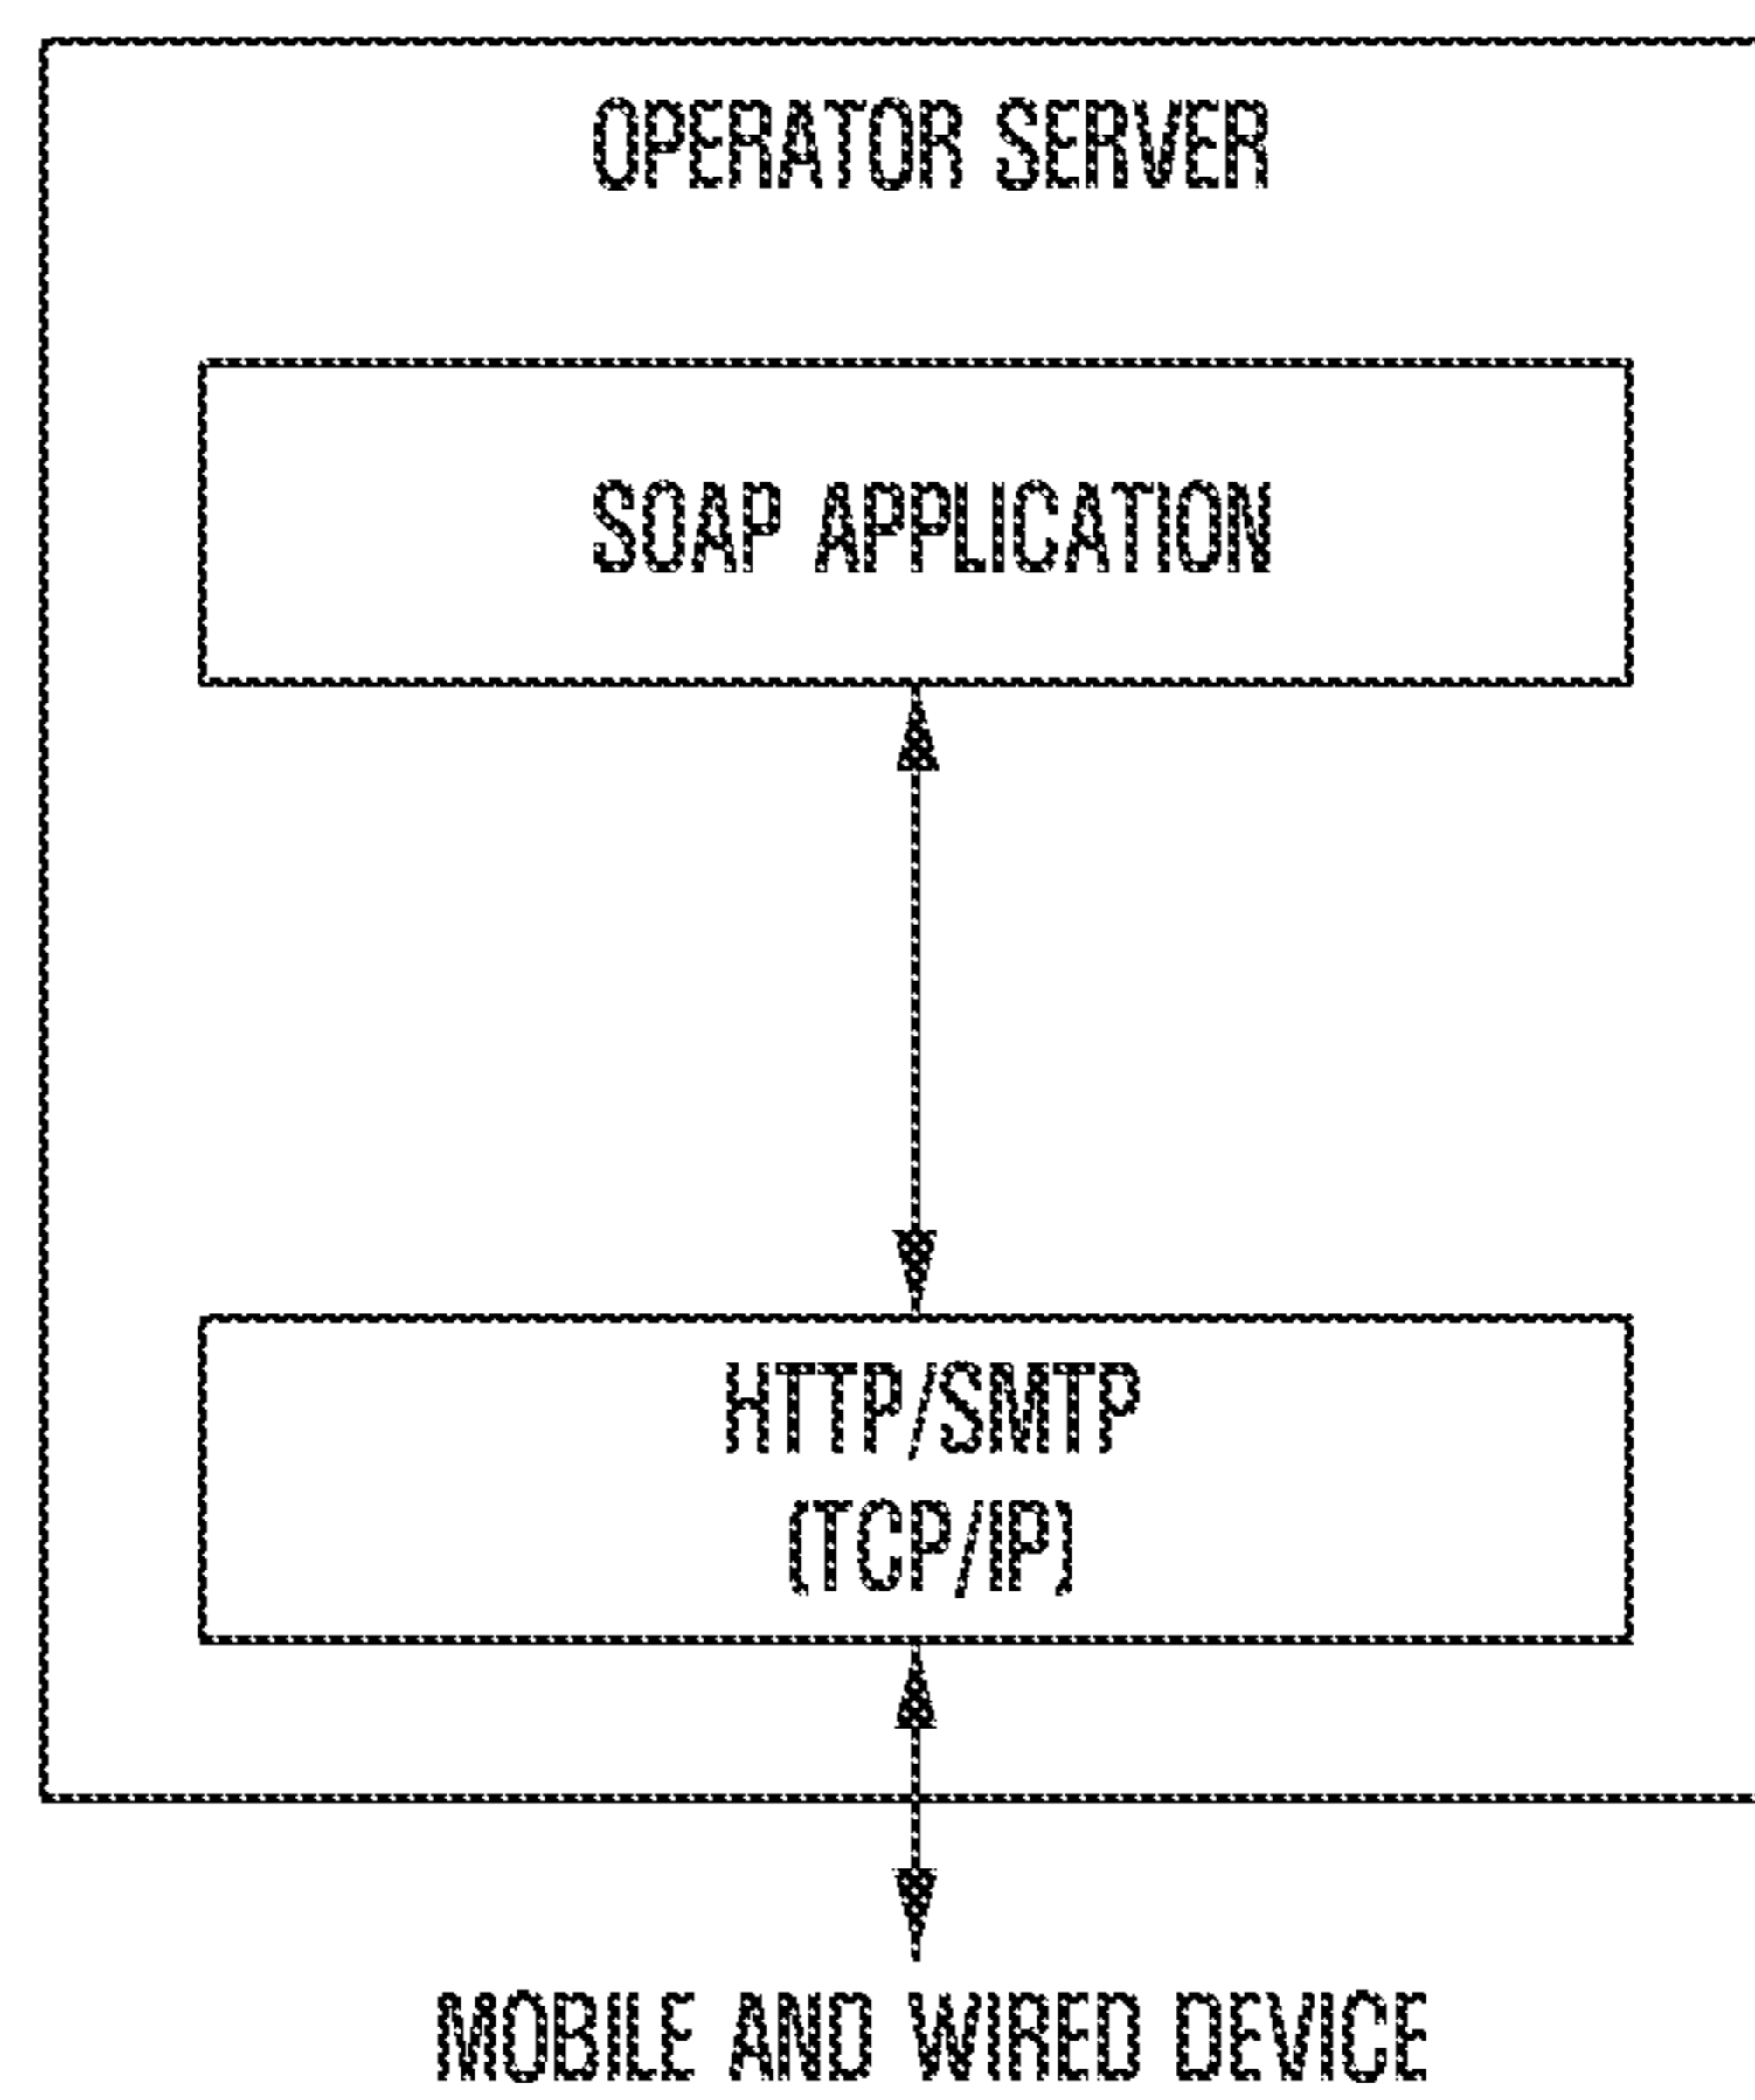 OPERATOR SERVER
SOAP APPLICATION
HTTP/SMTP
(TCP/IP)
MOBILE AND WIRED DEVICE